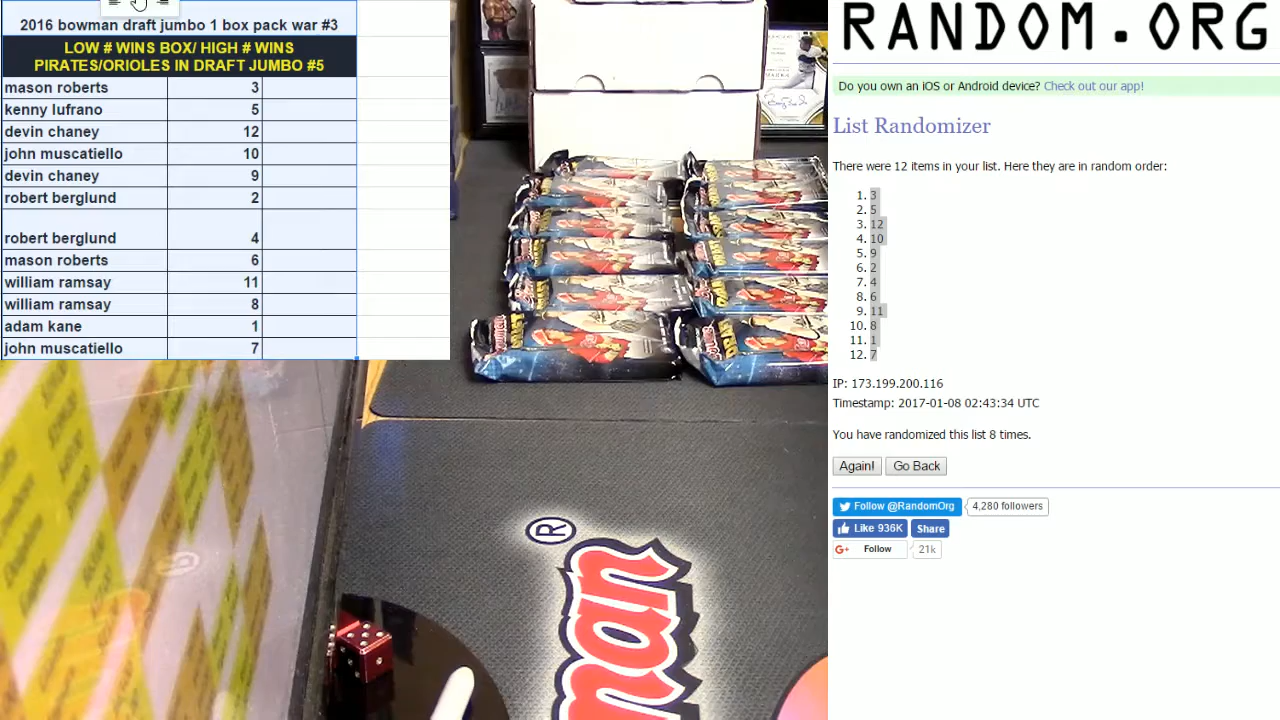 2016 bowman draft jumbo 1 box pack war #3
LOW # WINS BOX/ HIGH # WINS
PIRATES/ORIOLES IN DRAFT JUMBO #5
mason roberts 3
kenny lufrano 5
devin chaney 12
john muscatiello 10
devin chaney 9
robert berglund 2
robert berglund 4
mason roberts 6
william ramsay 11
william ramsay 8
adam kane 1
john muscatiello 7
®
RANDOM.ORG
Do you own an iOS or Android device? Check out our app!
List Randomizer
There were 12 items in your list. Here they are in random order:
1. 3
2. 5
3. 12
4. 10
5. 9
6. 2
7. 4
8. 6
9. 11
10. 8
11. 1
12. 7
IP: 173.199.200.116
Timestamp: 2017-01-08 02:43:34 UTC
You have randomized this list 8 times.
Again! Go Back
Follow @RandomOrg 4,280 followers
Like 936K Share
G+ Follow 21k